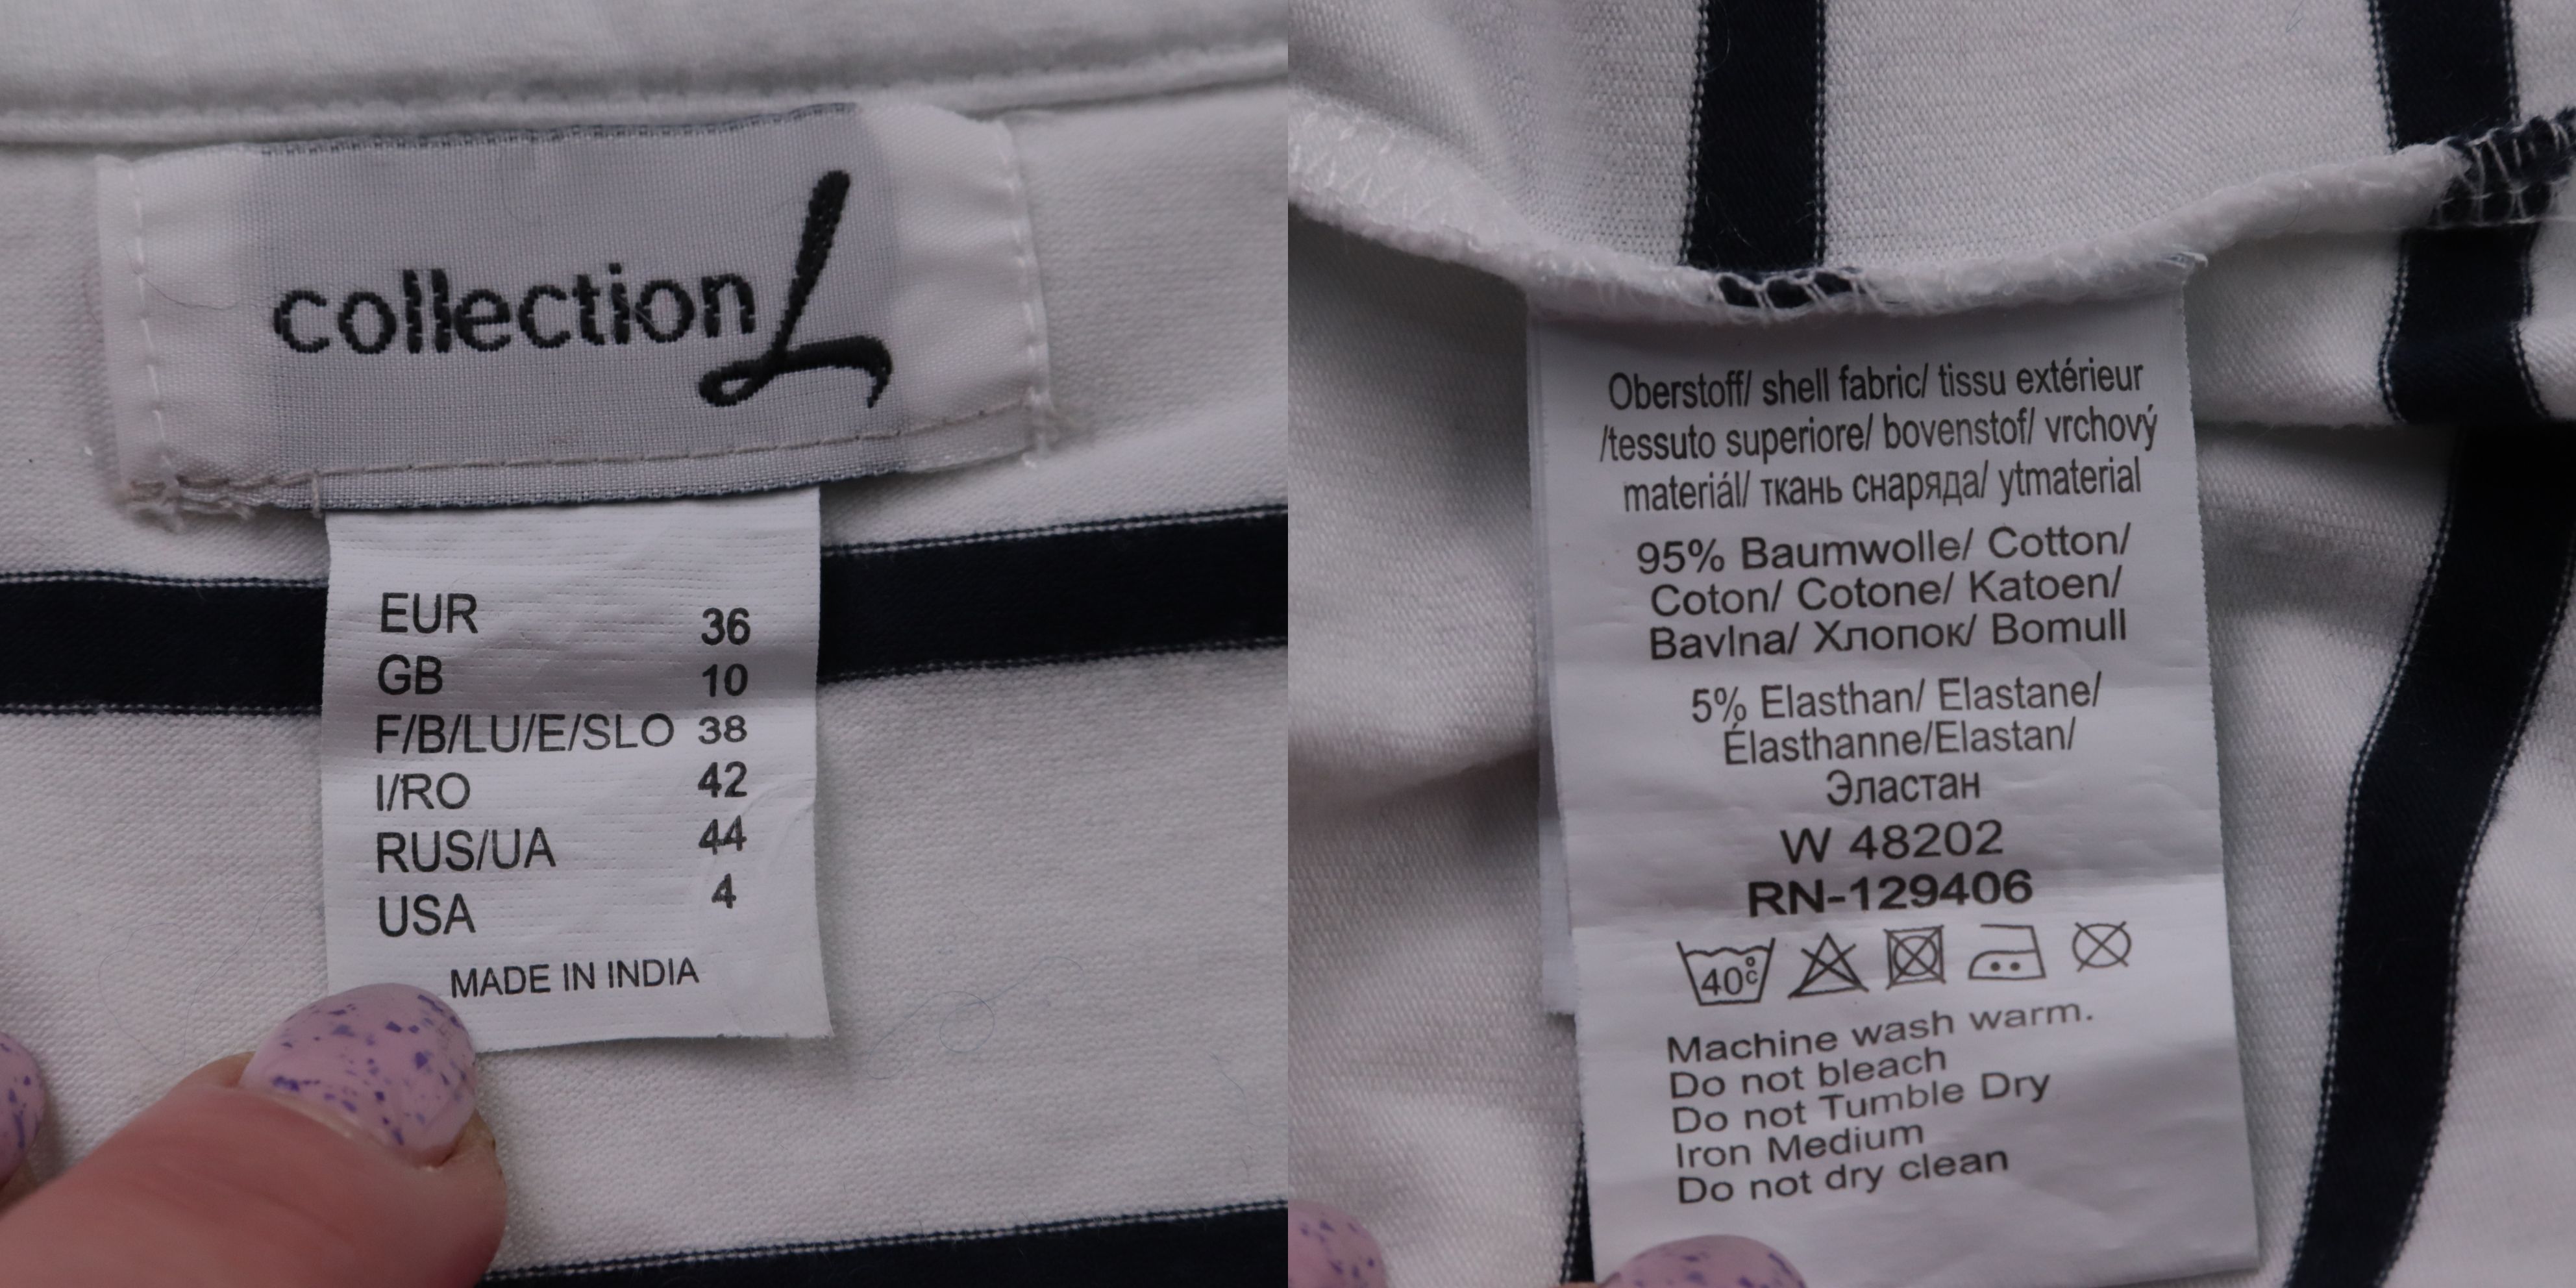 collection L
EUR 36
GB 10
F/B/LU/E/SLO 38
I/RO 42
RUS/UA 44
USA 4
MADE IN INDIA
Oberstoff/ shell fabric/ tissu extérieur
/tessuto superiore/ bovenstof/ vrchový
materiál/ ткань снаряда/ ytmaterial
95% Baumwolle/ Cotton/
Coton/ Cotone/ Katoen/
Bavlna/ Хлопок/ Bomull
5% Elasthan/ Elastane/
Élasthanne/Elastan/
Эластан
W 48202
RN-129406
40°C
Machine wash warm.
Do not bleach
Do not Tumble Dry
Iron Medium
Do not dry clean